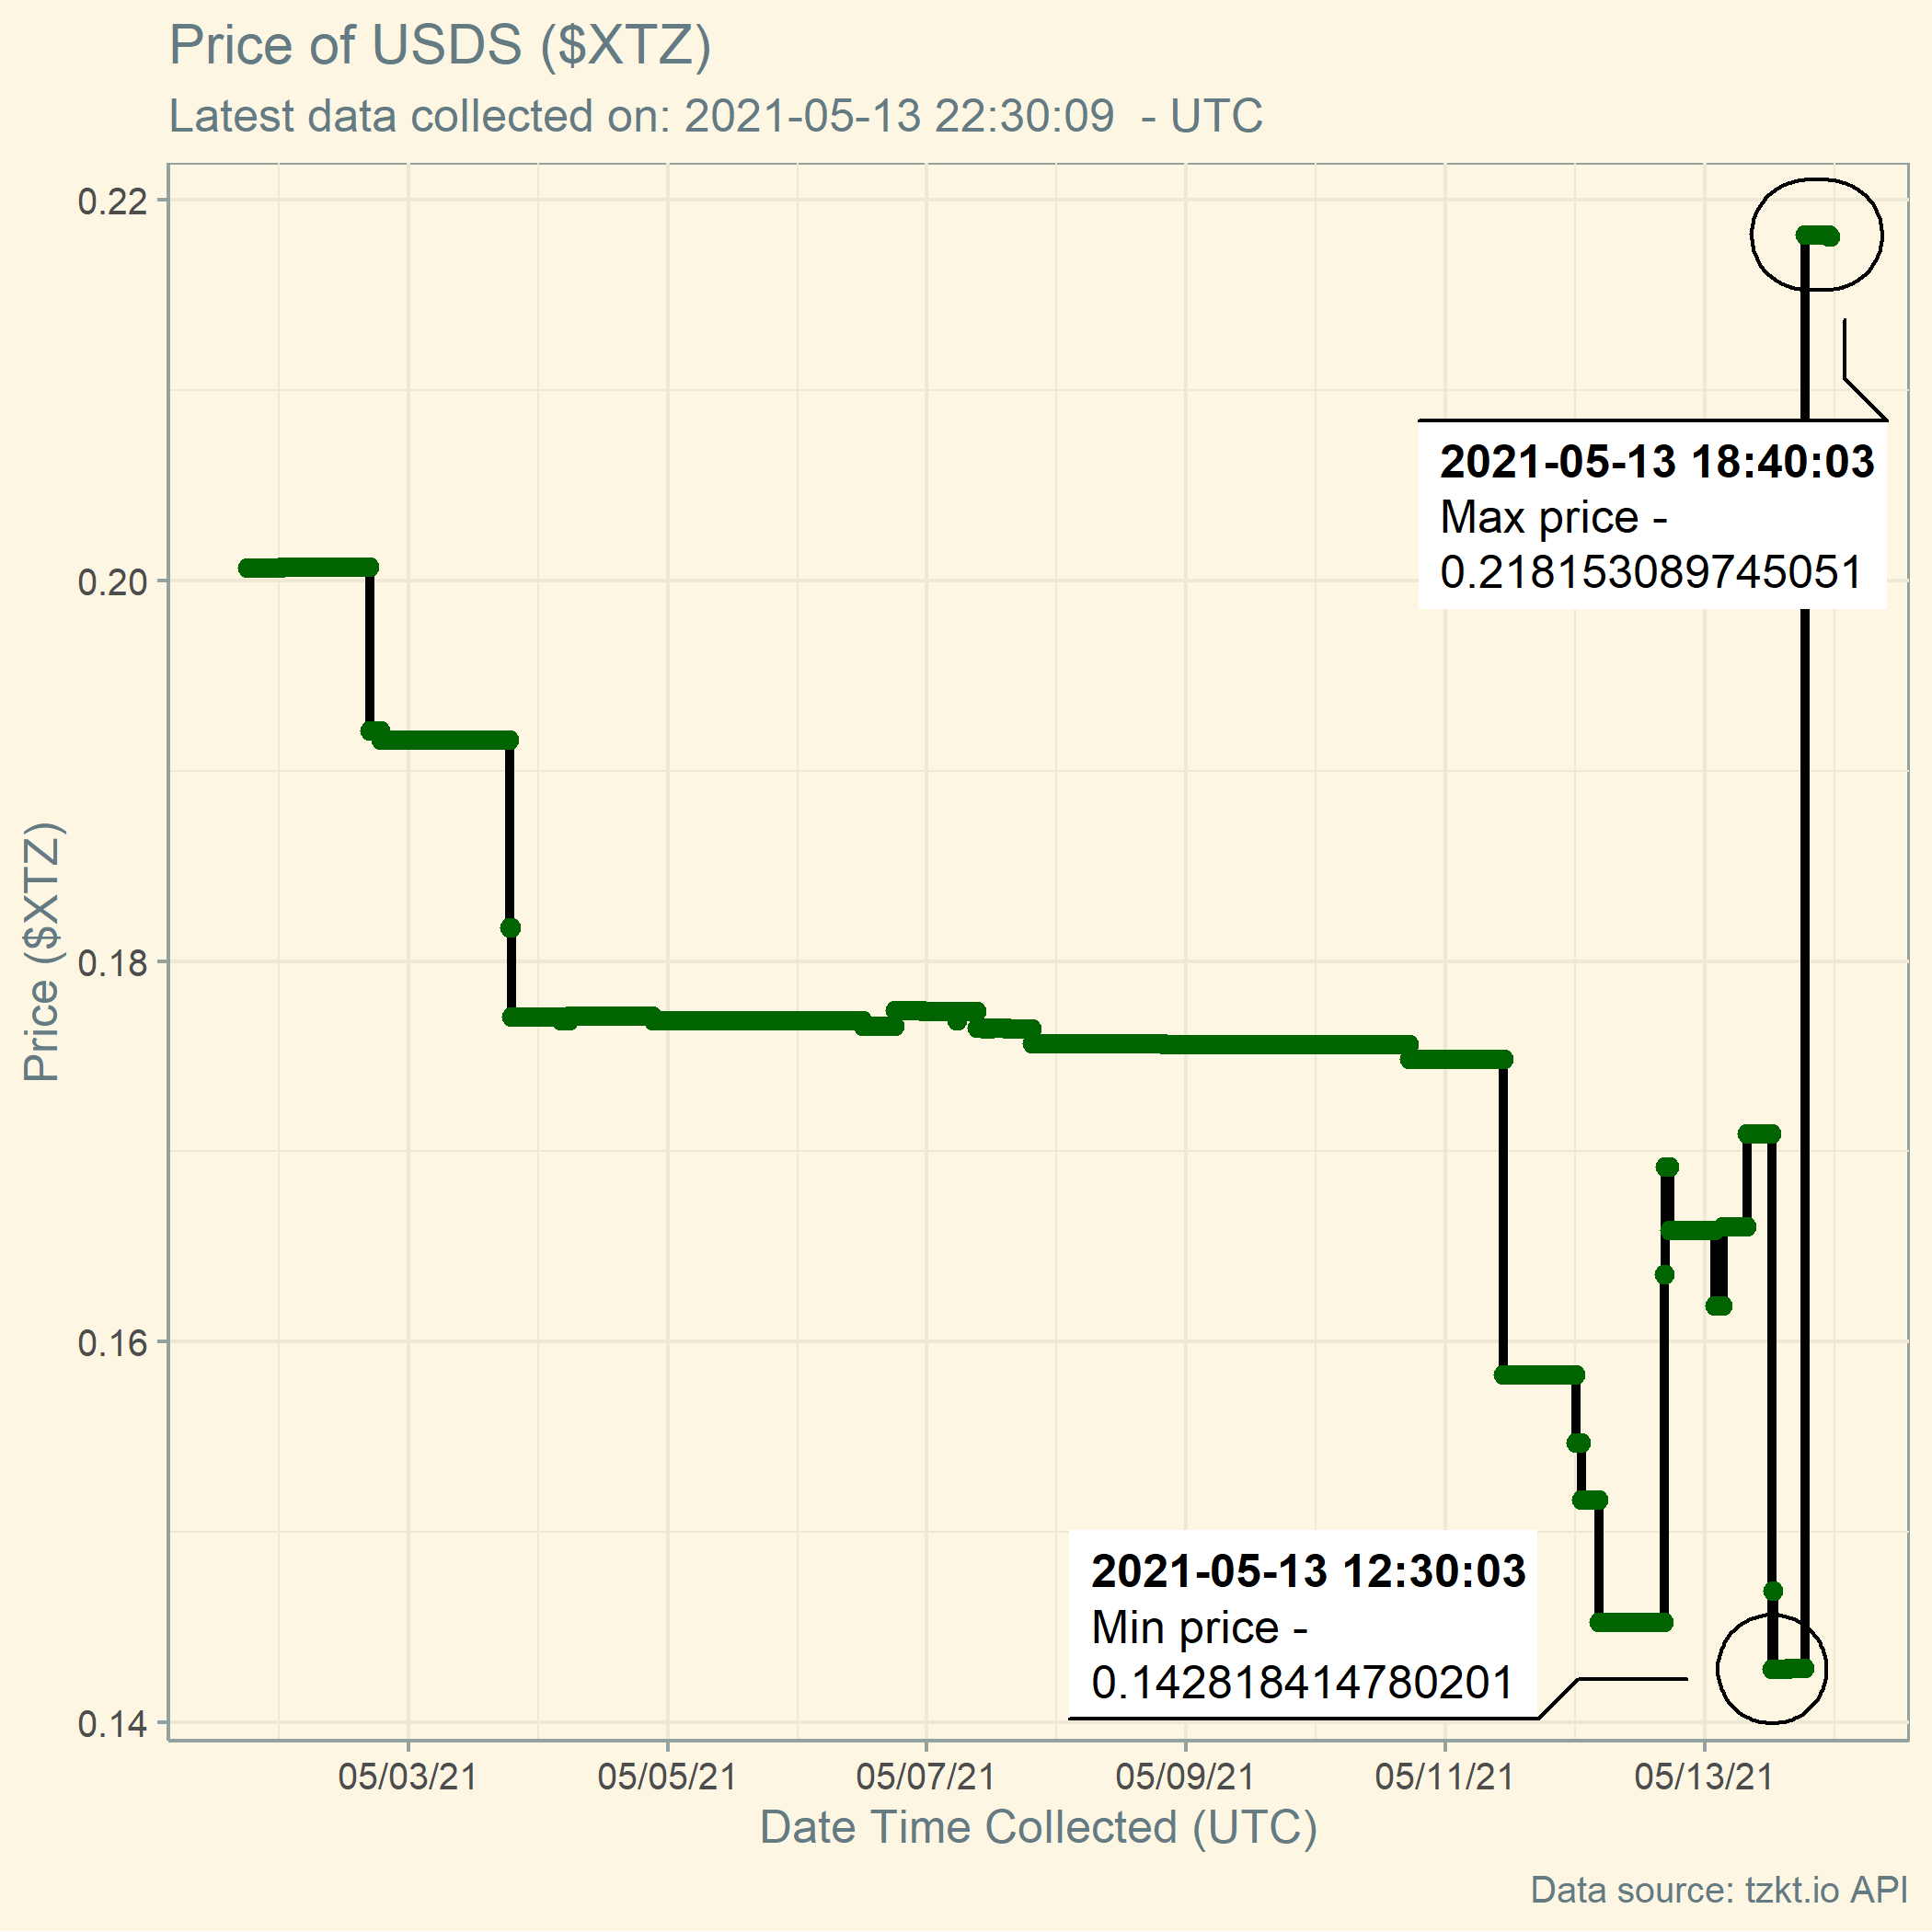 Price of USDS ($XTZ)
Latest data collected on: 2021-05-13 22:30:09  - UTC
Price ($XTZ)
0.22
0.20
0.18
0.16
0.14
2021-05-13 18:40:03
Max price -
0.218153089745051
2021-05-13 12:30:03
Min price -
0.142818414780201
05/03/21 05/05/21 05/07/21 05/09/21 05/11/21 05/13/21
Date Time Collected (UTC)
Data source: tzkt.io API